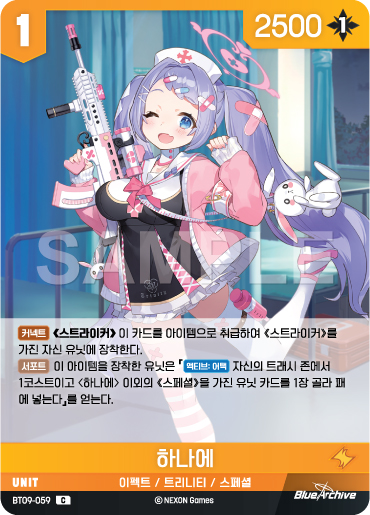 1
2500 1
SAMPLE
커넥트 《스트라이커》 이 카드를 아이템으로 취급하여 《스트라이커》를
가진 자신 유닛에 장착한다.
서포트 이 아이템을 장착한 유닛은 「액티브: 어택 자신의 트래시 존에서
1코스트이고 〈하나에〉 이외의 《스페셜》을 가진 유닛 카드를 1장 골라 패
에 넣는다」를 얻는다.
하나에
UNIT
이펙트 / 트리니티 / 스페셜
BT09-059 C
© NEXON Games
BlueArchive